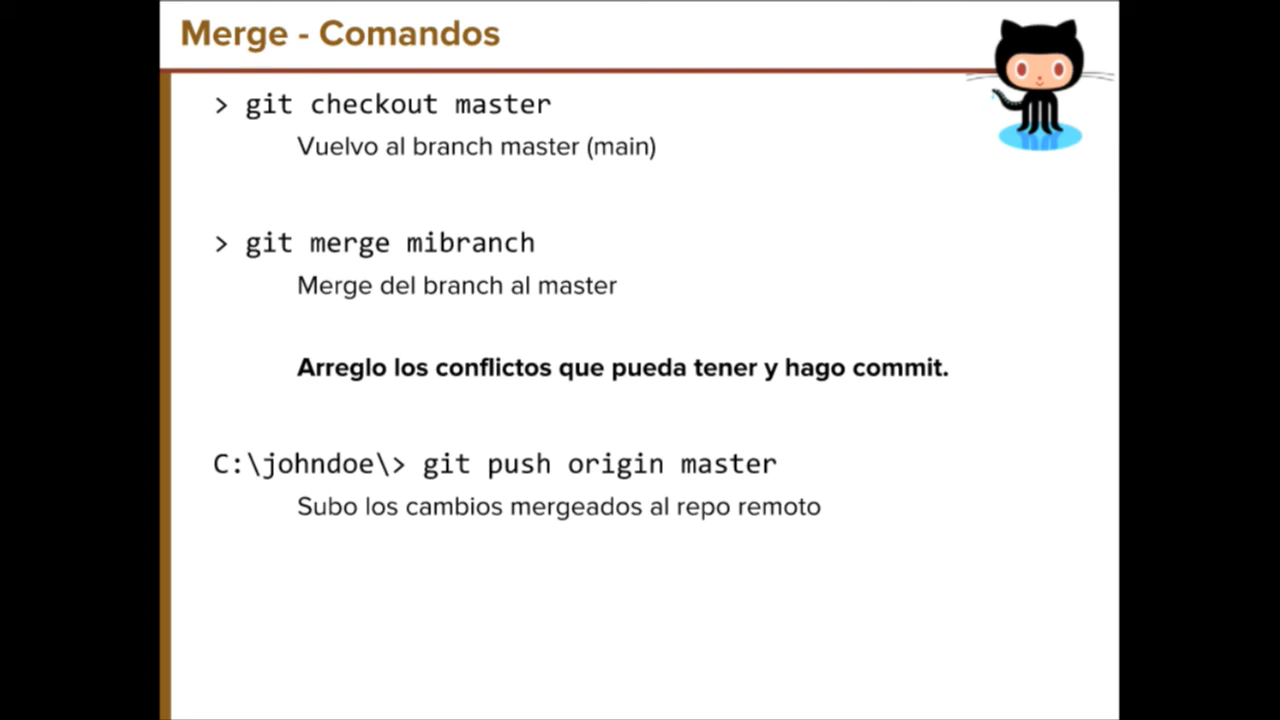 Merge - Comandos
> git checkout master
Vuelvo al branch master (main)
> git merge mibranch
Merge del branch al master
Arreglo los conflictos que pueda tener y hago commit.
C:\johndoe\> git push origin master
Subo los cambios mergeados al repo remoto